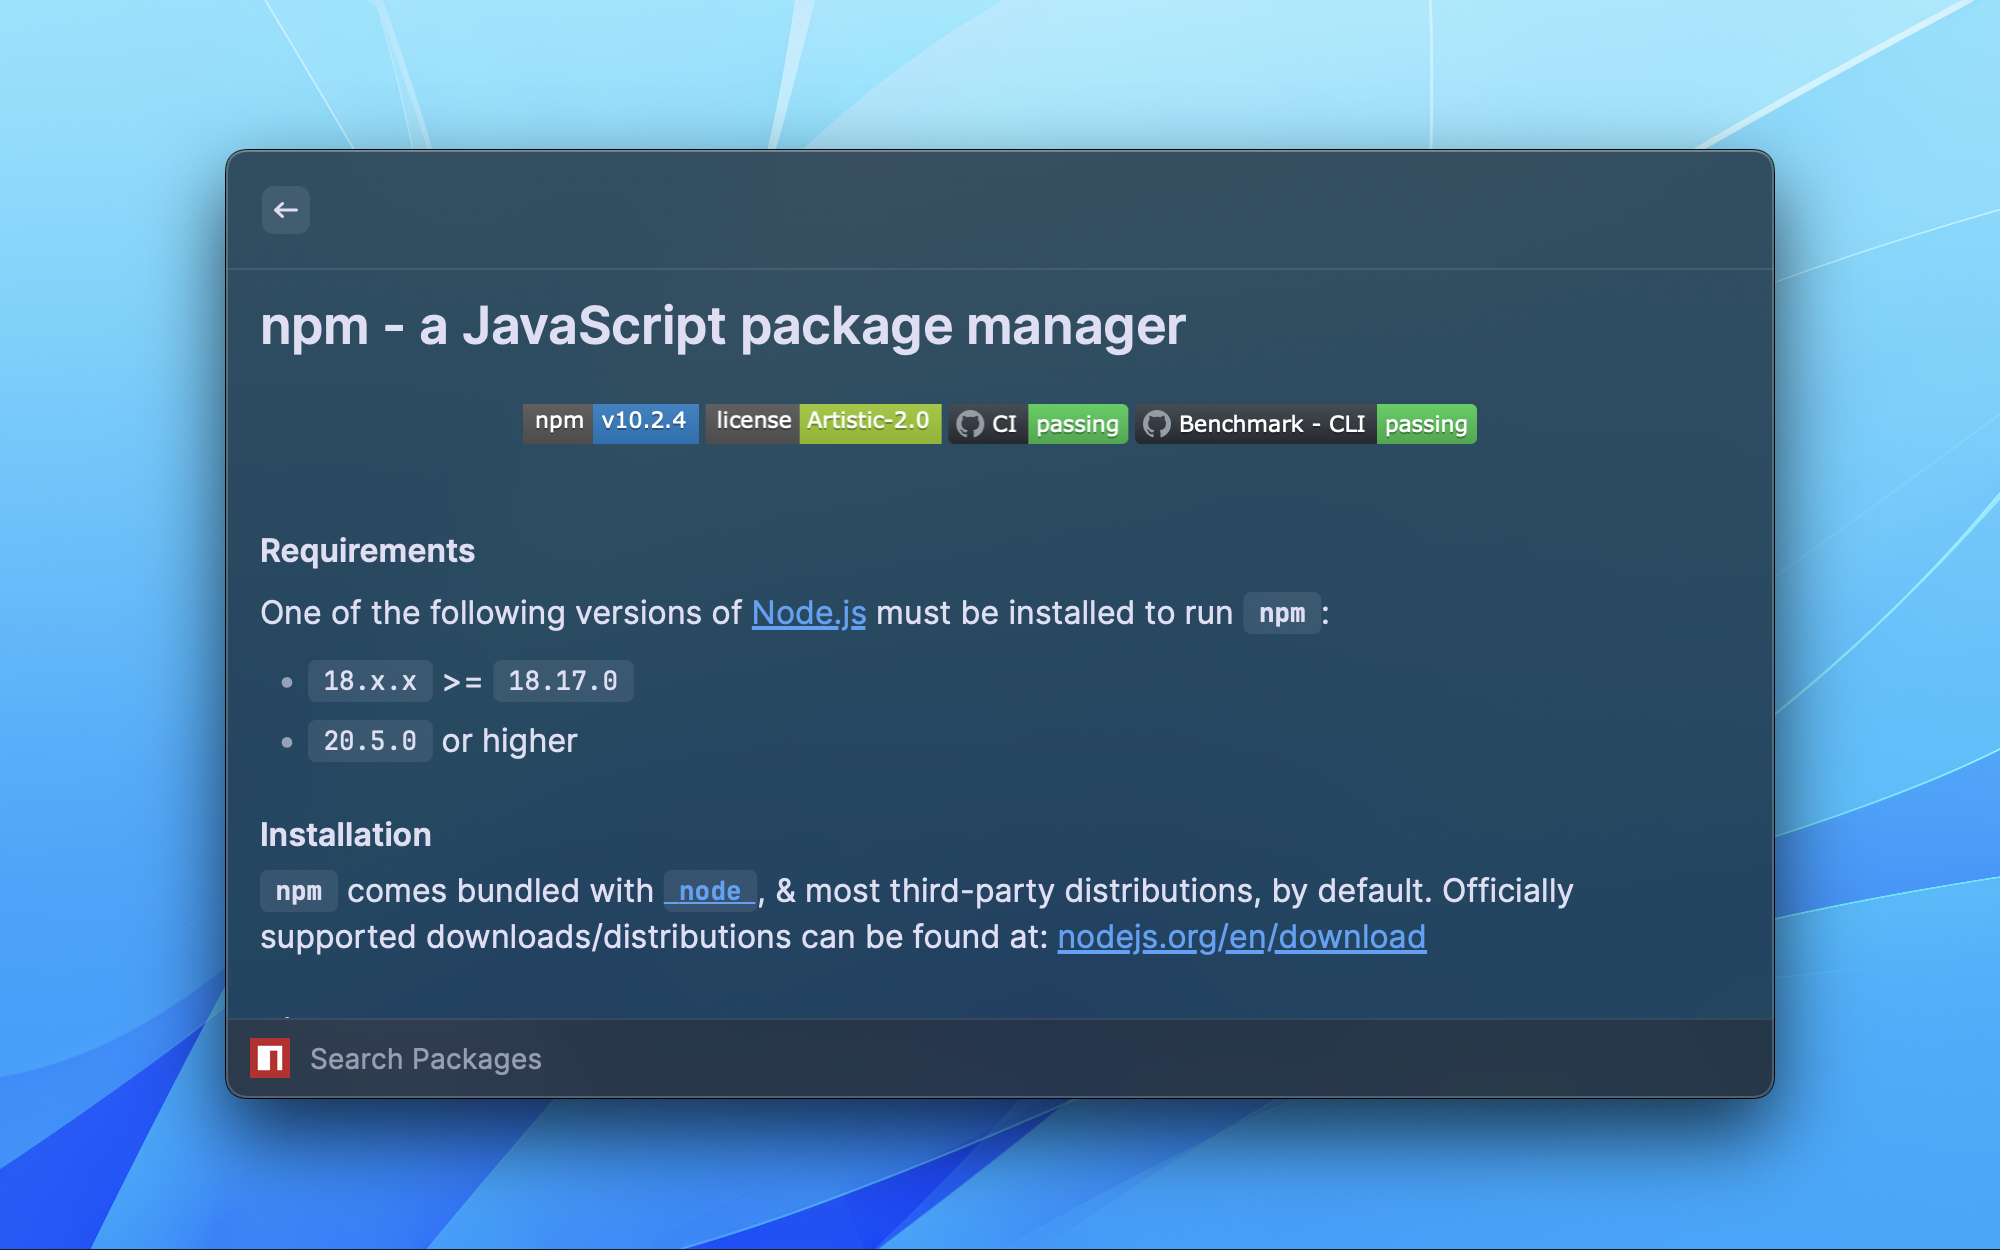 npm - a JavaScript package manager
npm v10.2.4 license Artistic-2.0 CI passing Benchmark - CLI passing
Requirements
One of the following versions of Node.js must be installed to run npm:
18.x.x >= 18.17.0
20.5.0 or higher
Installation
npm comes bundled with node, & most third-party distributions, by default. Officially
supported downloads/distributions can be found at: nodejs.org/en/download
Search Packages